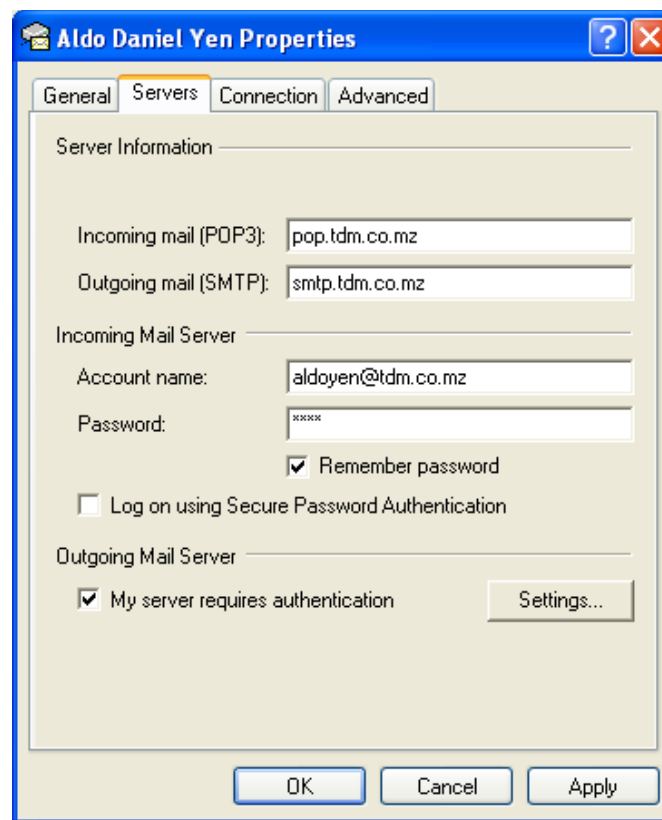 Aldo Daniel Yen Properties
General Servers Connection Advanced
Server Information
Incoming mail (POP3): pop.tdm.co.mz
Outgoing mail (SMTP): smtp.tdm.co.mz
Incoming Mail Server
Account name: aldoyen@tdm.co.mz
Password: ****
Remember password
Log on using Secure Password Authentication
Outgoing Mail Server
My server requires authentication Settings...
OK Cancel Apply